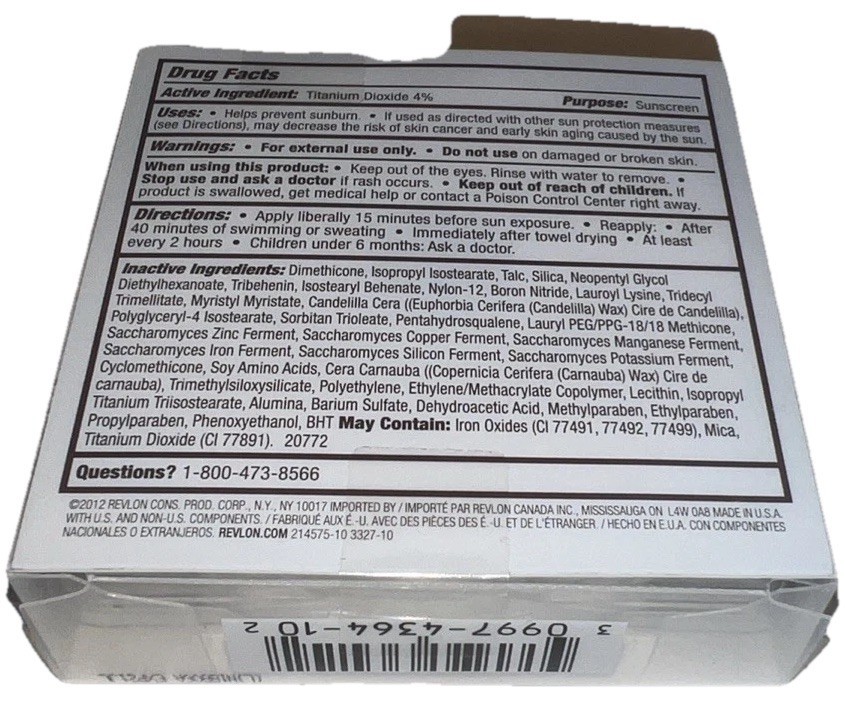 Drug Facts
Active Ingredient: Titanium Dioxide 4% Purpose: Sunscreen
Uses: • Helps prevent sunburn. • If used as directed with other sun protection measures
(see Directions), may decrease the risk of skin cancer and early skin aging caused by the sun.
Warnings: • For external use only. • Do not use on damaged or broken skin.
When using this product: • Keep out of the eyes. Rinse with water to remove. •
Stop use and ask a doctor if rash occurs. • Keep out of reach of children. If
product is swallowed, get medical help or contact a Poison Control Center right away.
Directions: • Apply liberally 15 minutes before sun exposure. • Reapply: • After
40 minutes of swimming or sweating • Immediately after towel drying • At least
every 2 hours • Children under 6 months: Ask a doctor.
Inactive Ingredients: Dimethicone, Isopropyl Isostearate, Talc, Silica, Neopentyl Glycol
Diethylhexanoate, Tribehenin, Isostearyl Behenate, Nylon-12, Boron Nitride, Lauroyl Lysine, Tridecyl
Trimellitate, Myristyl Myristate, Candelilla Cera ((Euphorbia Cerifera (Candelilla) Wax) Cire de Candelilla),
Polyglyceryl-4 Isostearate, Sorbitan Trioleate, Pentahydrosqualene, Lauryl PEG/PPG-18/18 Methicone,
Saccharomyces Zinc Ferment, Saccharomyces Copper Ferment, Saccharomyces Manganese Ferment,
Saccharomyces Iron Ferment, Saccharomyces Silicon Ferment, Saccharomyces Potassium Ferment,
Cyclomethicone, Soy Amino Acids, Cera Carnauba ((Copernicia Cerifera (Carnauba) Wax) Cire de
carnauba), Trimethylsiloxysilicate, Polyethylene, Ethylene/Methacrylate Copolymer, Lecithin, Isopropyl
Titanium Triisostearate, Alumina, Barium Sulfate, Dehydroacetic Acid, Methylparaben, Ethylparaben,
Propylparaben, Phenoxyethanol, BHT May Contain: Iron Oxides (CI 77491, 77492, 77499), Mica,
Titanium Dioxide (CI 77891). 20772
Questions? 1-800-473-8566
©2012 REVLON CONS. PROD. CORP., N.Y., NY 10017 IMPORTED BY / IMPORTÉ PAR REVLON CANADA INC., MISSISSAUGA ON L4W 0A8 MADE IN U.S.A.
WITH U.S. AND NON-U.S. COMPONENTS. / FABRIQUÉ AUX É.-U. AVEC DES PIÈCES DES É.-U. ET DE L'ÉTRANGER. / HECHO EN E.U.A. CON COMPONENTES
NACIONALES O EXTRANJEROS. REVLON.COM 214575-10 3327-10
3 0997-4364-10 2